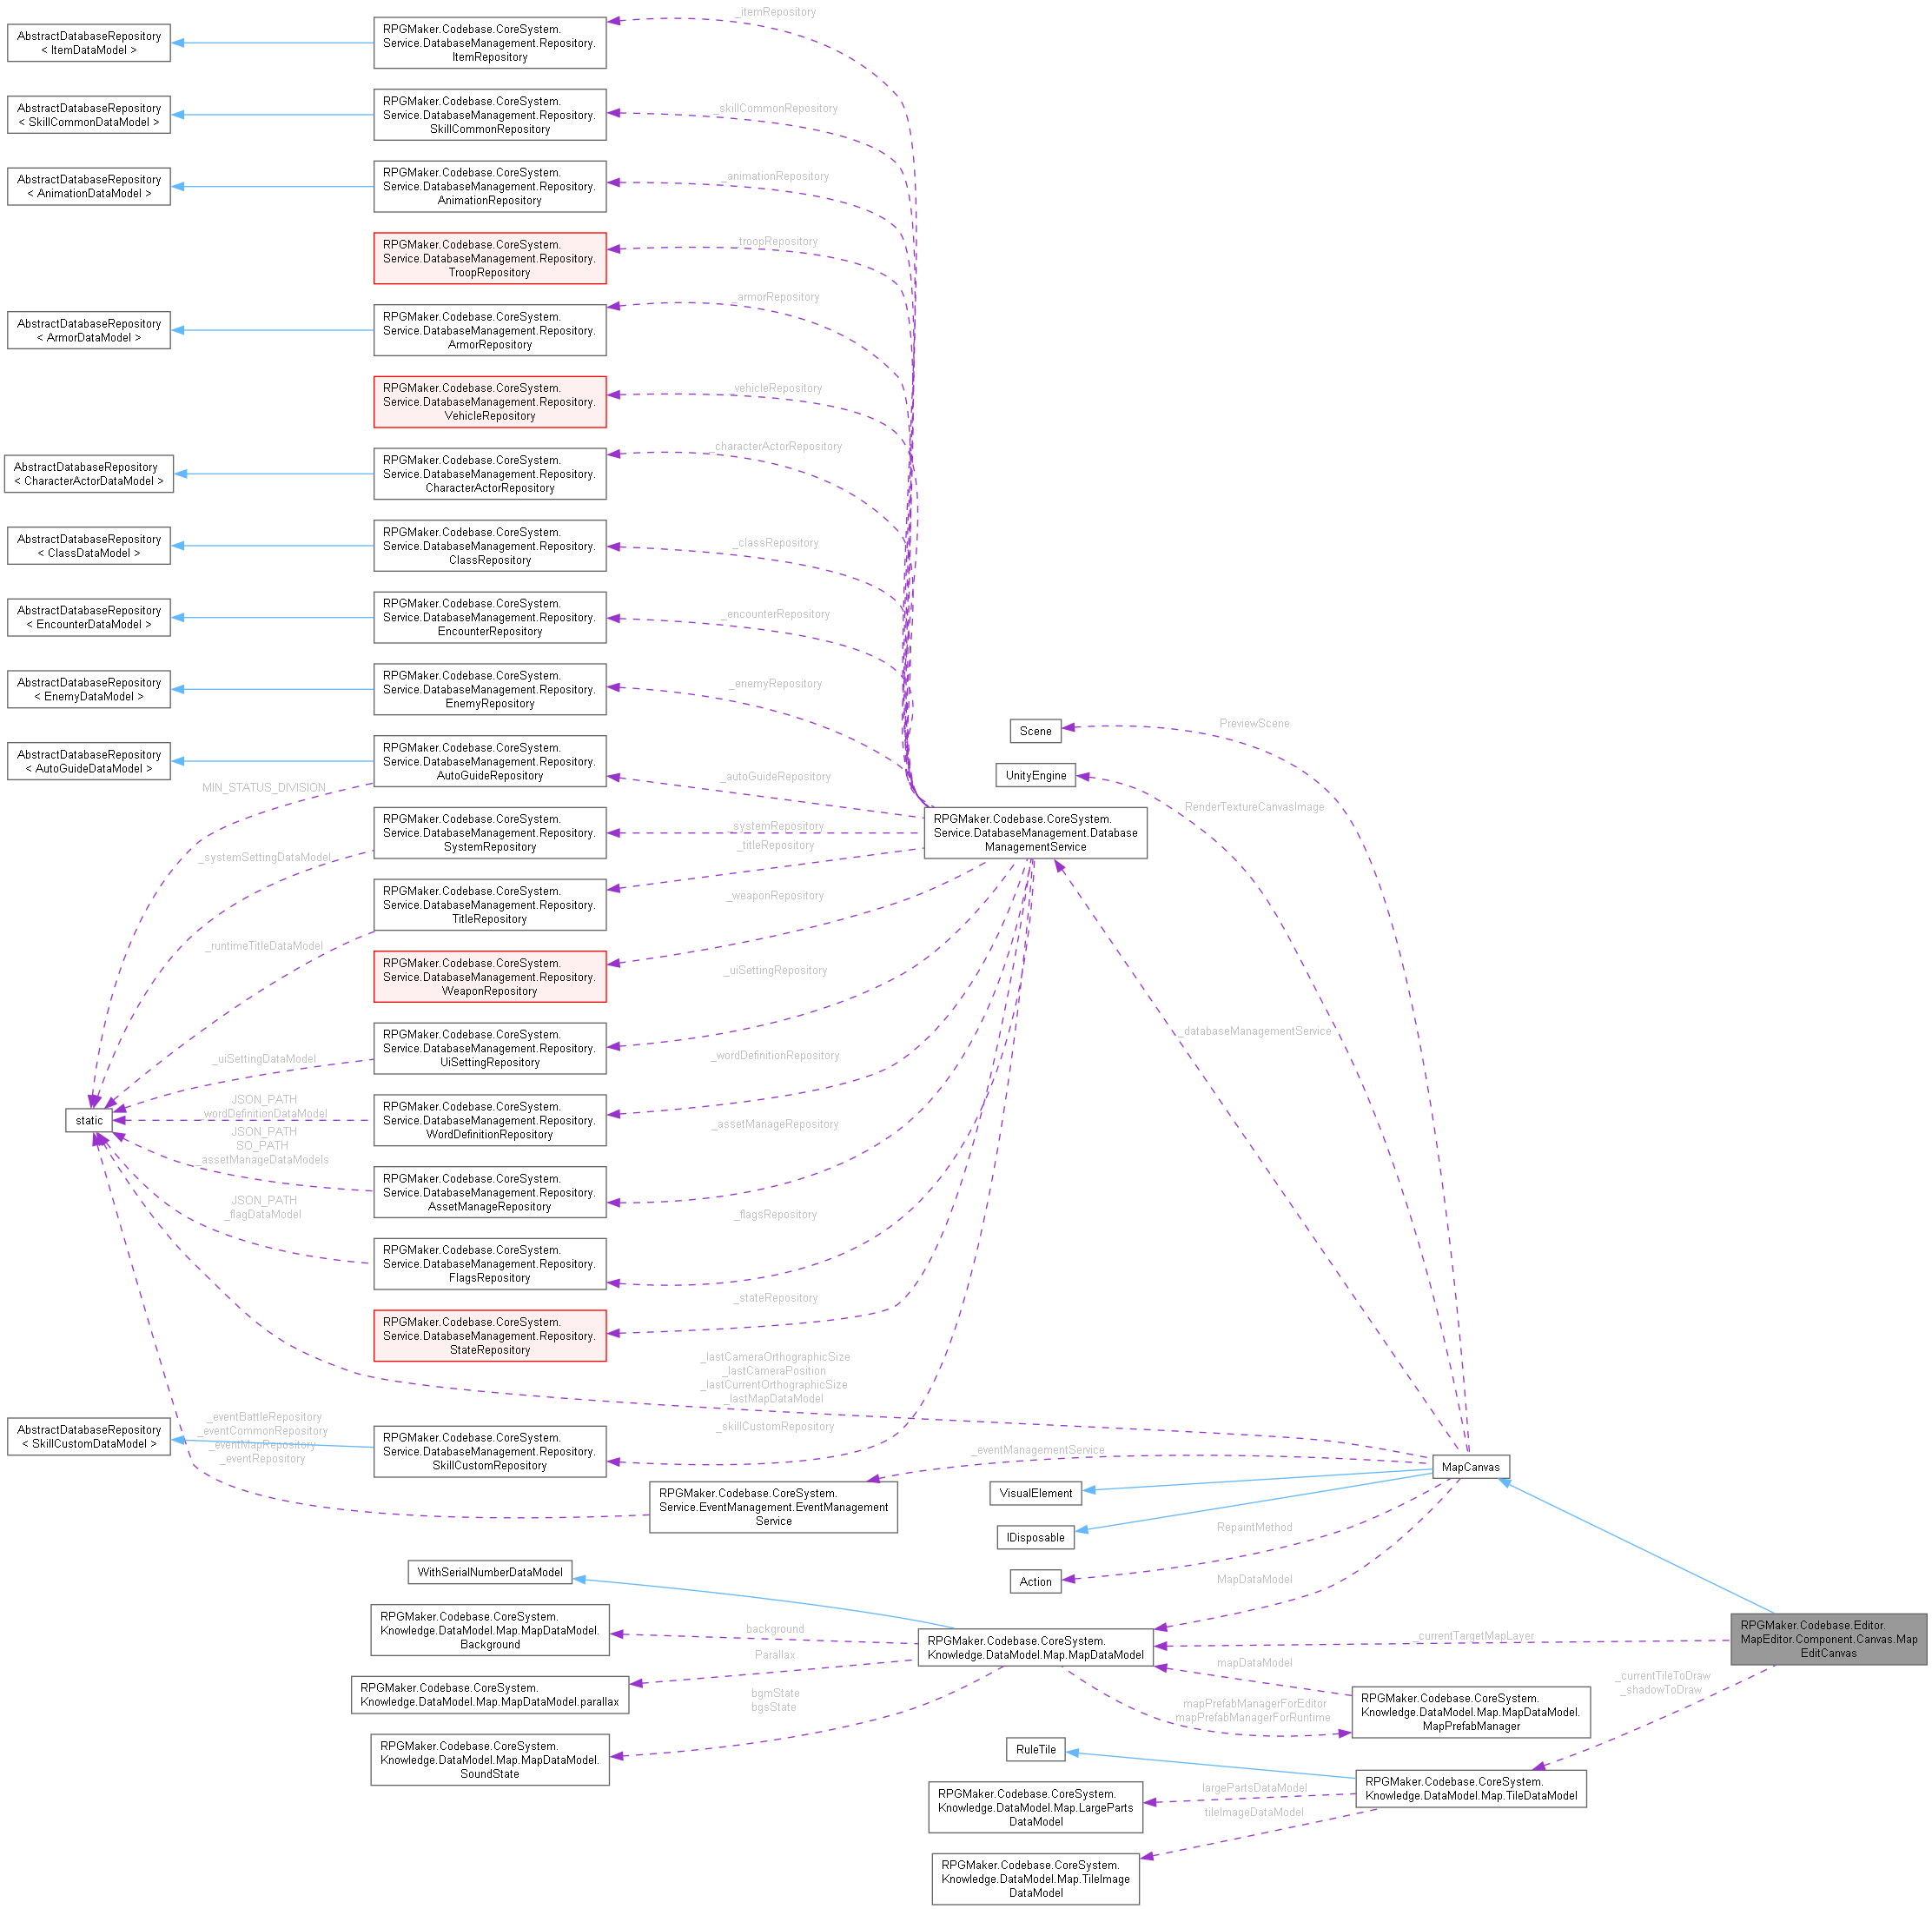 AbstractDatabaseRepository
< ItemDataModel >
RPGMaker.Codebase.CoreSystem.
Service.DatabaseManagement.Repository.
ItemRepository
_itemRepository
AbstractDatabaseRepository
< SkillCommonDataModel >
RPGMaker.Codebase.CoreSystem.
Service.DatabaseManagement.Repository.
SkillCommonRepository
_skillCommonRepository
AbstractDatabaseRepository
< AnimationDataModel >
RPGMaker.Codebase.CoreSystem.
Service.DatabaseManagement.Repository.
AnimationRepository
_animationRepository
RPGMaker.Codebase.CoreSystem.
Service.DatabaseManagement.Repository.
TroopRepository
_troopRepository
AbstractDatabaseRepository
< ArmorDataModel >
RPGMaker.Codebase.CoreSystem.
Service.DatabaseManagement.Repository.
ArmorRepository
_armorRepository
RPGMaker.Codebase.CoreSystem.
Service.DatabaseManagement.Repository.
VehicleRepository
_vehicleRepository
AbstractDatabaseRepository
< CharacterActorDataModel >
RPGMaker.Codebase.CoreSystem.
Service.DatabaseManagement.Repository.
CharacterActorRepository
_characterActorRepository
AbstractDatabaseRepository
< ClassDataModel >
RPGMaker.Codebase.CoreSystem.
Service.DatabaseManagement.Repository.
ClassRepository
_classRepository
AbstractDatabaseRepository
< EncounterDataModel >
RPGMaker.Codebase.CoreSystem.
Service.DatabaseManagement.Repository.
EncounterRepository
_encounterRepository
AbstractDatabaseRepository
< EnemyDataModel >
RPGMaker.Codebase.CoreSystem.
Service.DatabaseManagement.Repository.
EnemyRepository
_enemyRepository
AbstractDatabaseRepository
< AutoGuideDataModel >
RPGMaker.Codebase.CoreSystem.
Service.DatabaseManagement.Repository.
AutoGuideRepository
_autoGuideRepository
MIN_STATUS_DIVISION
Scene
PreviewScene
UnityEngine
RenderTextureCanvasImage
RPGMaker.Codebase.CoreSystem.
Service.DatabaseManagement.Repository.
SystemRepository
_systemRepository
_systemSettingDataModel
RPGMaker.Codebase.CoreSystem.
Service.DatabaseManagement.Database
ManagementService
RPGMaker.Codebase.CoreSystem.
Service.DatabaseManagement.Repository.
TitleRepository
_titleRepository
_runtimeTitleDataModel
RPGMaker.Codebase.CoreSystem.
Service.DatabaseManagement.Repository.
WeaponRepository
_weaponRepository
RPGMaker.Codebase.CoreSystem.
Service.DatabaseManagement.Repository.
UiSettingRepository
_uiSettingRepository
_uiSettingDataModel
_databaseManagementService
static
JSON_PATH
_wordDefinitionDataModel
RPGMaker.Codebase.CoreSystem.
Service.DatabaseManagement.Repository.
WordDefinitionRepository
_wordDefinitionRepository
JSON_PATH
SO_PATH
_assetManageDataModels
RPGMaker.Codebase.CoreSystem.
Service.DatabaseManagement.Repository.
AssetManageRepository
_assetManageRepository
JSON_PATH
_flagDataModel
RPGMaker.Codebase.CoreSystem.
Service.DatabaseManagement.Repository.
FlagsRepository
_flagsRepository
RPGMaker.Codebase.CoreSystem.
Service.DatabaseManagement.Repository.
StateRepository
_stateRepository
_lastCameraOrthographicSize
_lastCameraPosition
_lastCurrentOrthographicSize
_lastMapDataModel
AbstractDatabaseRepository
< SkillCustomDataModel >
_eventBattleRepository
_eventCommonRepository
_eventMapRepository
_eventRepository
RPGMaker.Codebase.CoreSystem.
Service.DatabaseManagement.Repository.
SkillCustomRepository
_skillCustomRepository
RPGMaker.Codebase.CoreSystem.
Service.EventManagement.EventManagement
Service
_eventManagementService
MapCanvas
VisualElement
IDisposable
Action
RepaintMethod
MapDataModel
WithSerialNumberDataModel
RPGMaker.Codebase.CoreSystem.
Knowledge.DataModel.Map.MapDataModel.
Background
background
RPGMaker.Codebase.CoreSystem.
Knowledge.DataModel.Map.MapDataModel.parallax
Parallax
RPGMaker.Codebase.CoreSystem.
Knowledge.DataModel.Map.MapDataModel.
SoundState
bgmState
bgsState
RPGMaker.Codebase.CoreSystem.
Knowledge.DataModel.Map.MapDataModel
_currentTargetMapLayer
RPGMaker.Codebase.Editor.
MapEditor.Component.Canvas.Map
EditCanvas
mapDataModel
mapPrefabManagerForEditor
mapPrefabManagerForRuntime
RPGMaker.Codebase.CoreSystem.
Knowledge.DataModel.Map.MapDataModel.
MapPrefabManager
_currentTileToDraw
_shadowToDraw
RuleTile
RPGMaker.Codebase.CoreSystem.
Knowledge.DataModel.Map.TileDataModel
RPGMaker.Codebase.CoreSystem.
Knowledge.DataModel.Map.LargeParts
DataModel
largePartsDataModel
tileImageDataModel
RPGMaker.Codebase.CoreSystem.
Knowledge.DataModel.Map.TileImage
DataModel